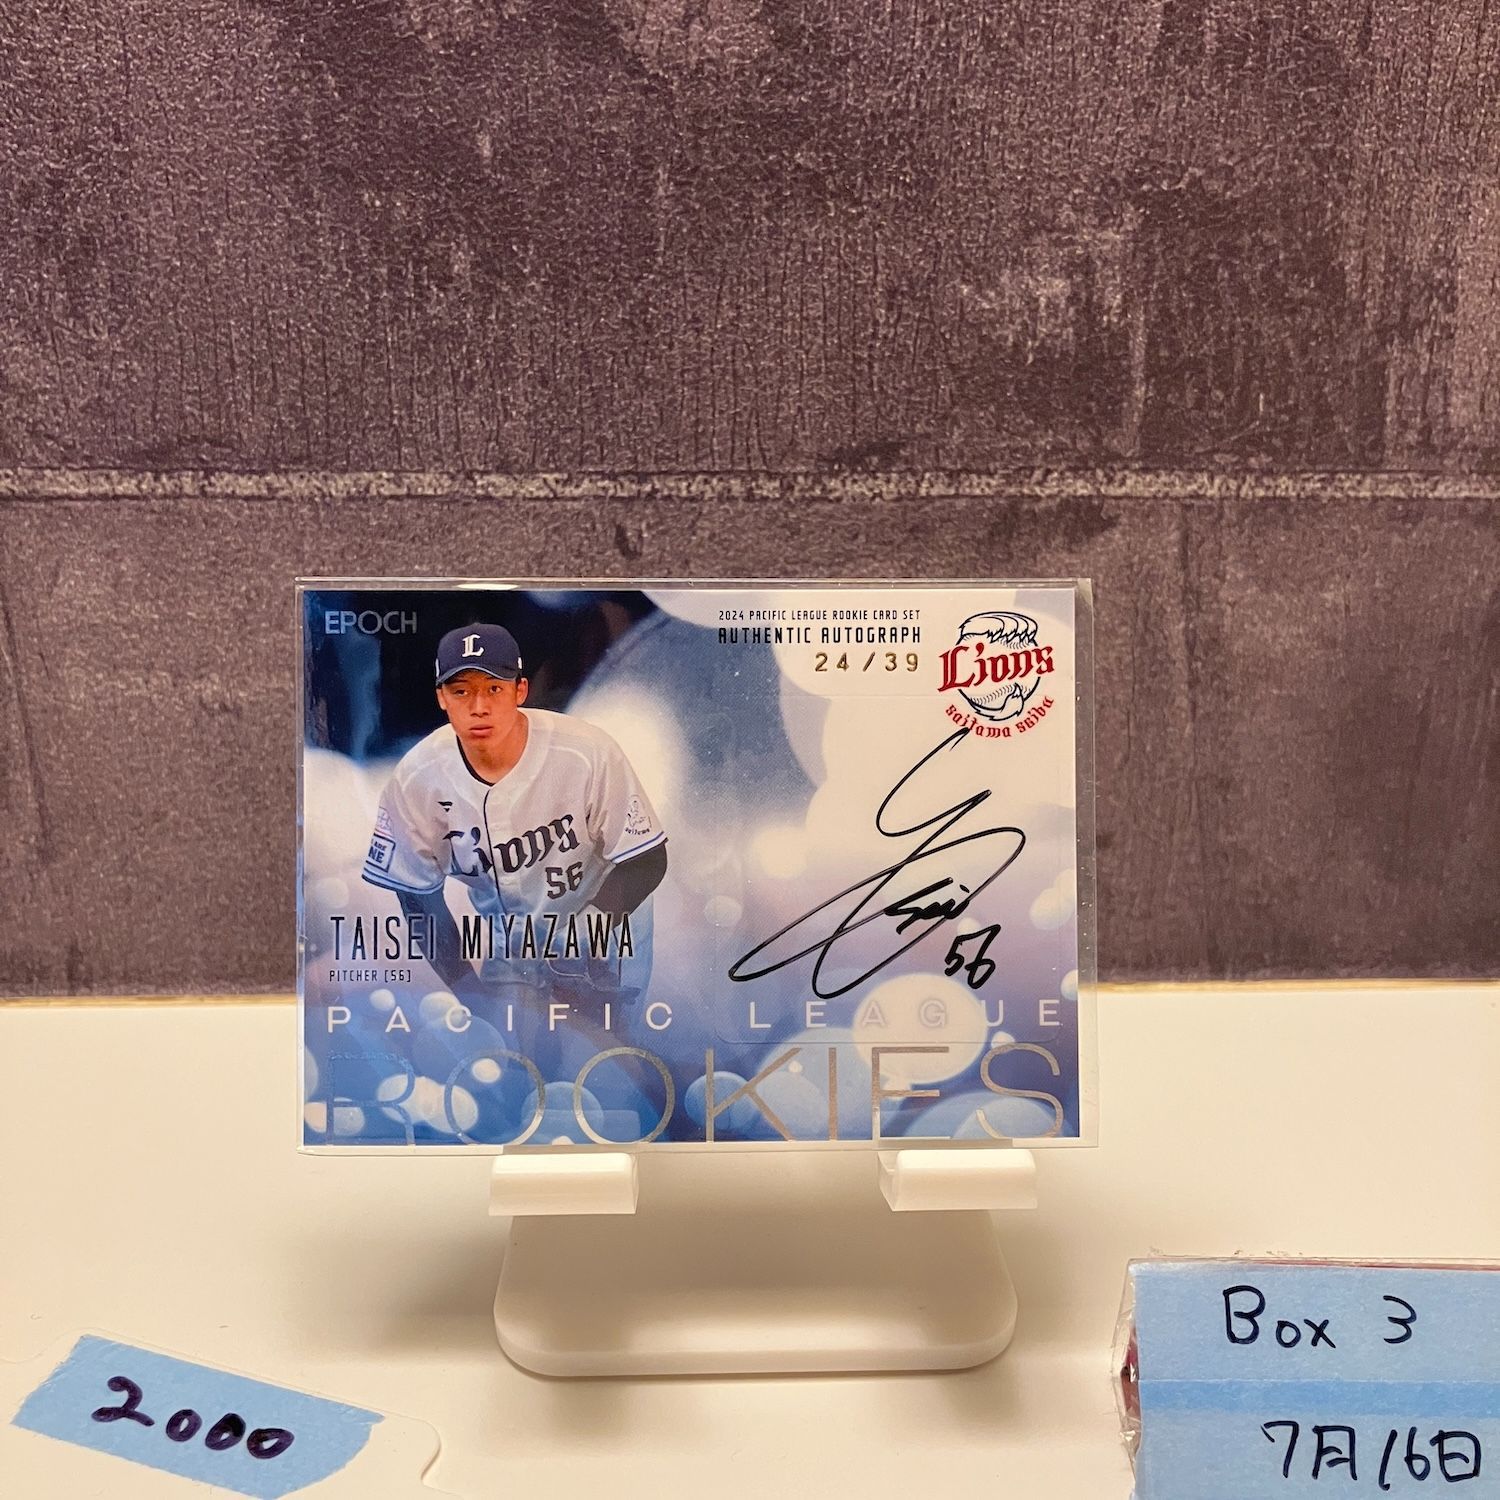 EPOCH
2024 PACIFIC LEAGUE ROOKIE CARD SET
AUTHENTIC AUTOGRAPH
24/39
Lions
saitama seibu
L
Lions
56
TAISEI MIYAZAWA
PITCHER [56]
56
PACIFIC LEAGUE
ROOKIES
2000
Box 3
7月16日